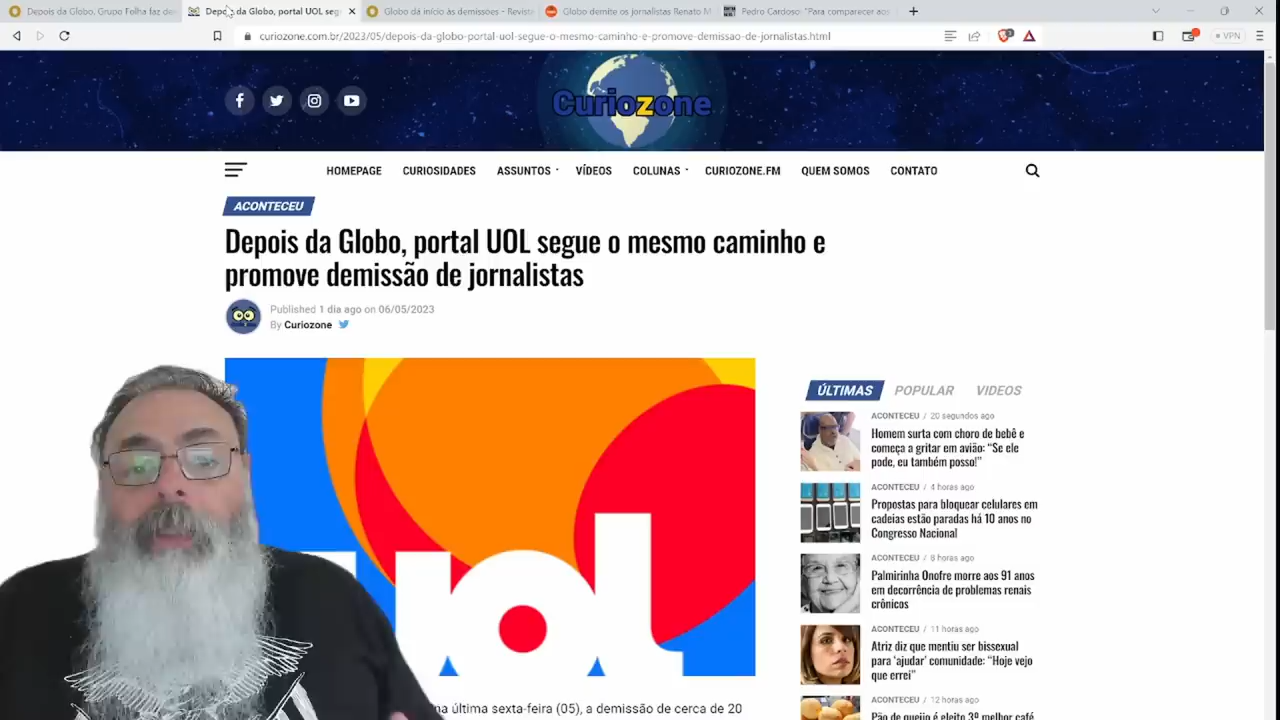 Depois da Globo, Grupo Folha faz de
Depois da Globo, portal UOL seg
Globo dá início às demissões - Revist
Globo demite os jornalistas Renato M
Pedro Cardoso: "Para comparecer aos
curiozone.com.br/2023/05/depois-da-globo-portal-uol-segue-o-mesmo-caminho-e-promove-demissao-de-jornalistas.html
VPN
Curiozone
HOMEPAGE CURIOSIDADES ASSUNTOS VÍDEOS COLUNAS CURIOZONE.FM QUEM SOMOS CONTATO
ACONTECEU
Depois da Globo, portal UOL segue o mesmo caminho e
promove demissão de jornalistas
Published 1 dia ago on 06/05/2023
By Curiozone
uol
na última sexta-feira (05), a demissão de cerca de 20
ÚLTIMAS POPULAR VIDEOS
ACONTECEU / 20 segundos ago
Homem surta com choro de bebê e
começa a gritar em avião: “Se ele
pode, eu também posso!”
ACONTECEU / 4 horas ago
Propostas para bloquear celulares em
cadeias estão paradas há 10 anos no
Congresso Nacional
ACONTECEU / 8 horas ago
Palmirinha Onofre morre aos 91 anos
em decorrência de problemas renais
crônicos
ACONTECEU / 11 horas ago
Atriz diz que mentiu ser bissexual
para ‘ajudar’ comunidade: “Hoje vejo
que errei”
ACONTECEU / 12 horas ago
Pão de queijo é eleito 3º melhor café